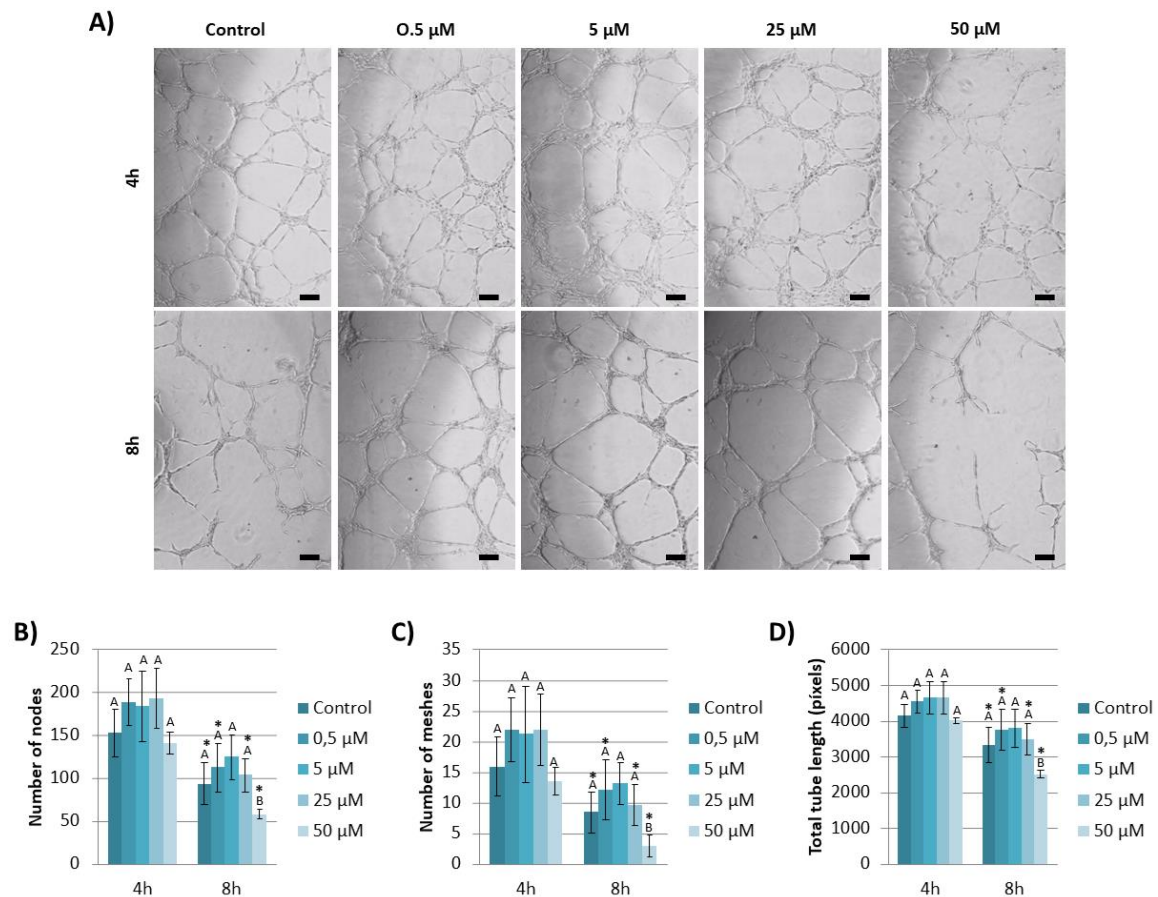 A)
Control O.5 µM 5 µM 25 µM 50 µM
4h
8h
B)
Number of nodes
250
200
150
100
50
0
A A A A A
* A * A A * A * B
4h 8h
Control
0,5 µM
5 µM
25 µM
50 µM
C)
Number of meshes
35
30
25
20
15
10
5
0
A A A A A
* A * A A * A * B
4h 8h
Control
0,5 µM
5 µM
25 µM
50 µM
D)
Total tube length (pixels)
6000
5000
4000
3000
2000
1000
0
A A A A A
* A * A A * A * B
4h 8h
Control
0,5 µM
5 µM
25 µM
50 µM